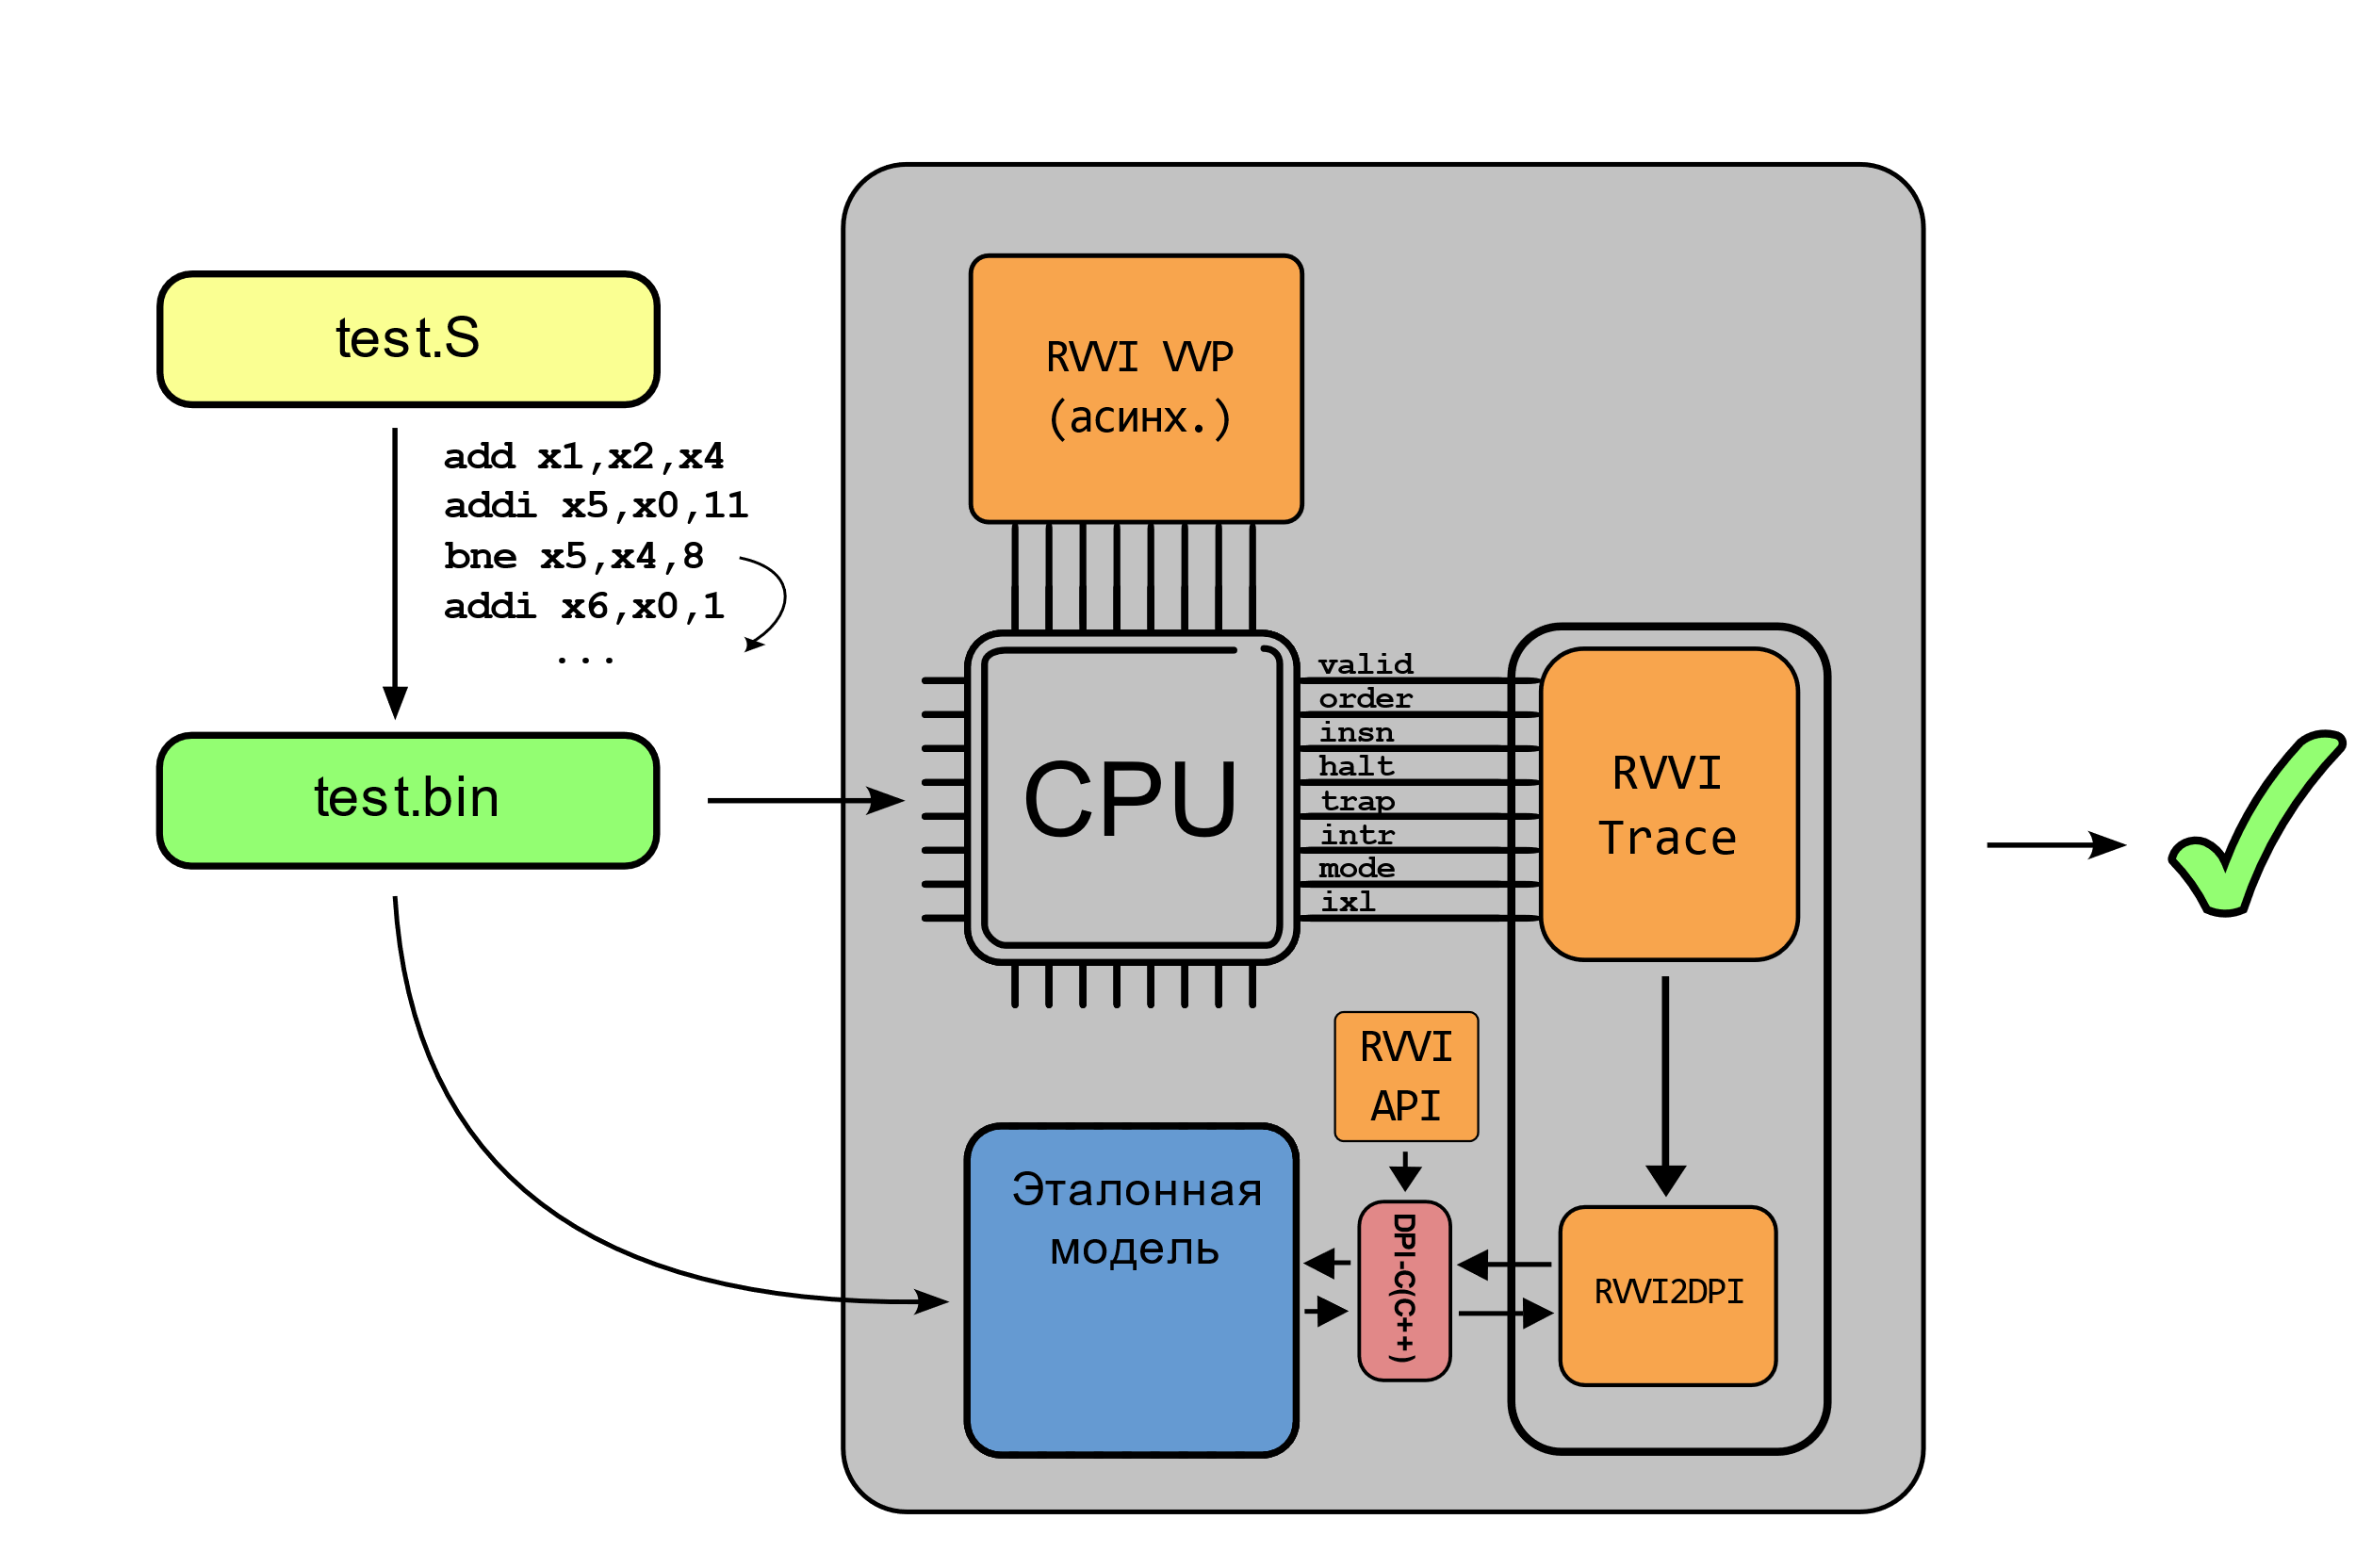 test.S
add x1,x2,x4
addi x5,x0,11
bne x5,x4,8
addi x6,x0,1
...
test.bin
RVVI VVP
(асинх.)
CPU
valid
order
insn
halt
trap
intr
mode
ixl
RVVI
Trace
RVVI
API
Эталонная
модель
DPI-C(C++)
RVVI2DPI